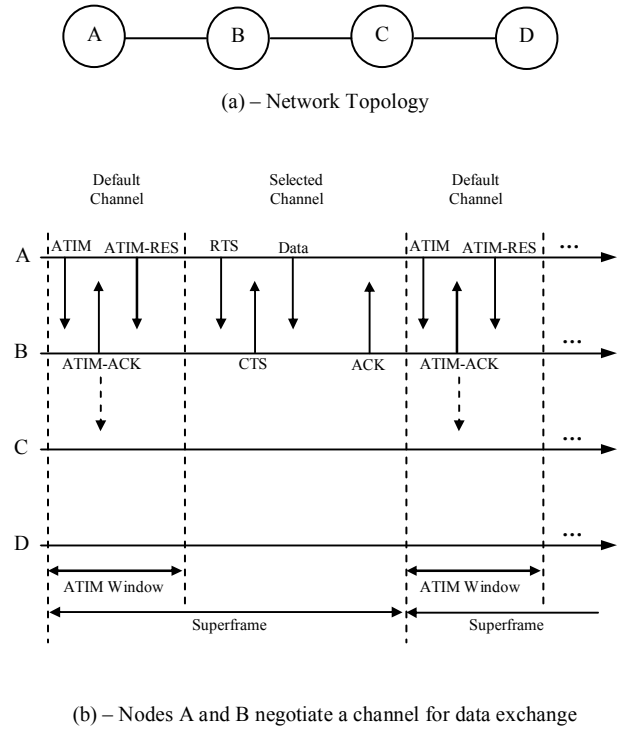 A B C D
(a) – Network Topology
Default Channel
Selected Channel
Default Channel
ATIM ATIM-RES RTS Data ATIM ATIM-RES ...
A
B
ATIM-ACK CTS ACK ATIM-ACK ...
C ...
D ...
ATIM Window ATIM Window
Superframe Superframe
(b) – Nodes A and B negotiate a channel for data exchange